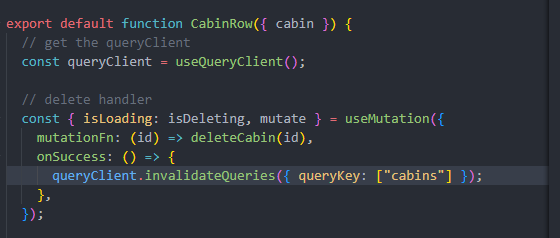 export default function CabinRow({ cabin }) {
// get the queryClient
const queryClient = useQueryClient();
// delete handler
const { isLoading: isDeleting, mutate } = useMutation({
mutationFn: (id) => deleteCabin(id),
onSuccess: () => {
queryClient.invalidateQueries({ queryKey: ["cabins"] });
},
});